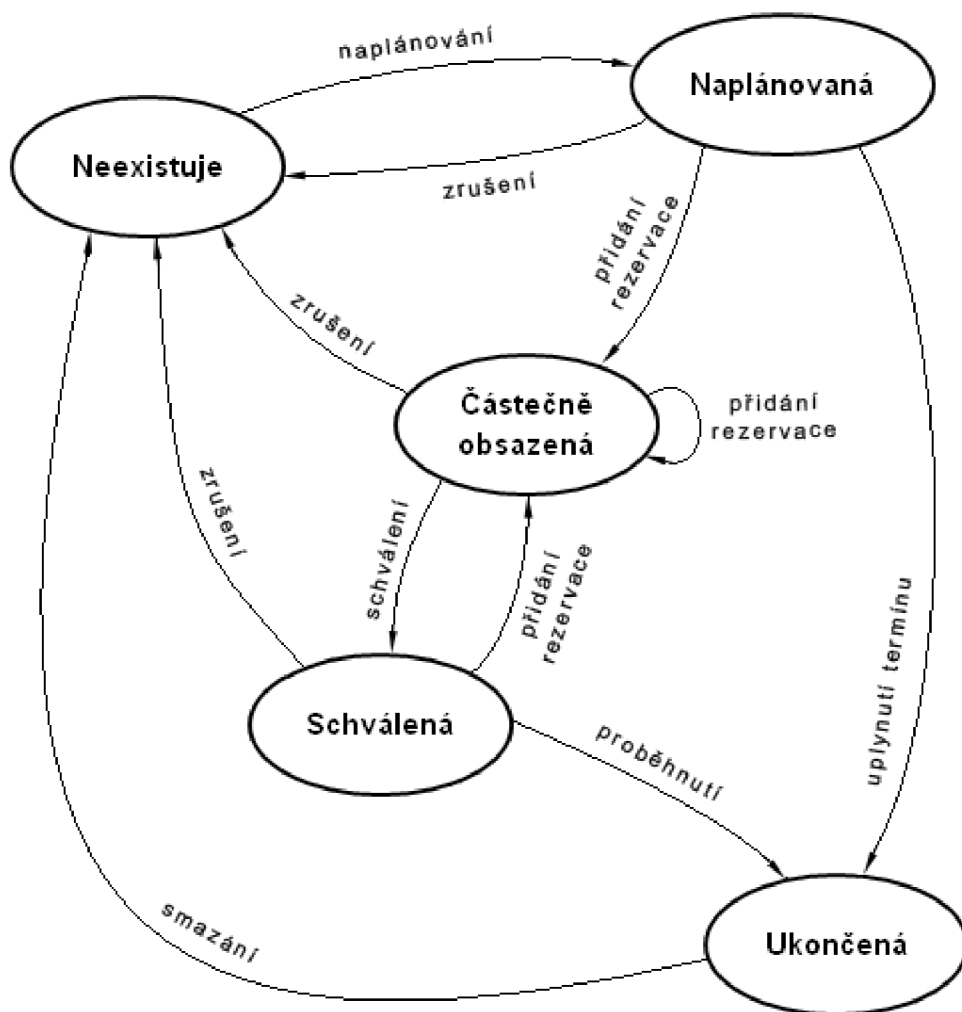 naplánování
Naplánovaná
Neexistuje
zrušení
přidání
rezervace
zrušení
Částečně
obsazená
přidání
rezervace
zrušení
schválení
přidání
rezervace
uplynutí termínu
Schválená
proběhnutí
smazání
Ukončená